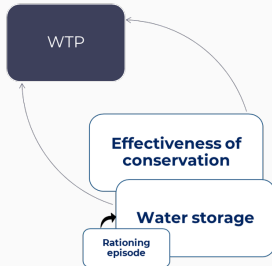 WTP
Effectiveness of
conservation
Water storage
Rationing
episode